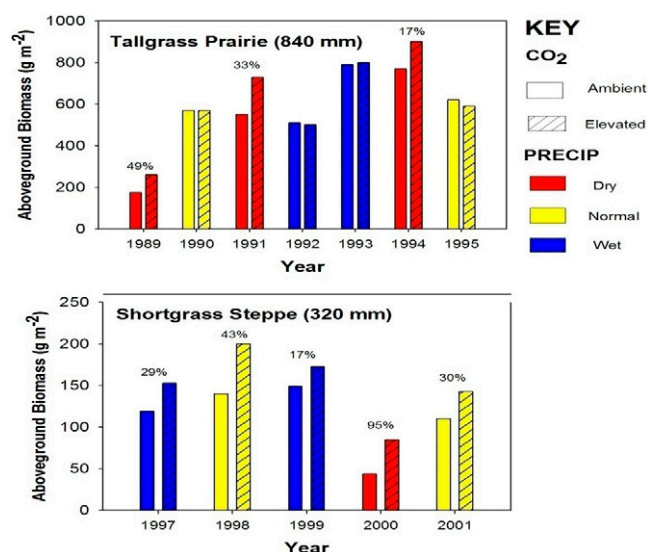 Tallgrass Prairie (840 mm)
Aboveground Biomass (g m-2)
1000
800
600
400
200
0
49%
33%
17%
1989 1990 1991 1992 1993 1994 1995
Year
KEY
CO2
Ambient
Elevated
PRECIP
Dry
Normal
Wet
Shortgrass Steppe (320 mm)
Aboveground Biomass (g m-2)
250
200
150
100
50
0
29%
43%
17%
95%
30%
1997 1998 1999 2000 2001
Year